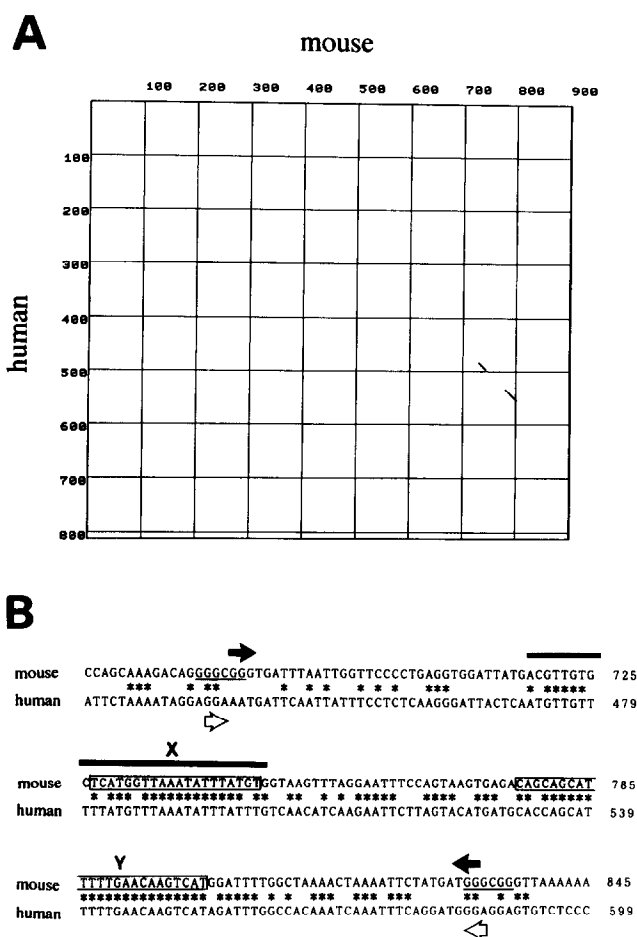 A
mouse
100 200 300 400 500 600 700 800 900
human
100
200
300
400
500
600
700
800
B
mouse CCAGCAAAGACAGGGGCGGGTGATTTAATTGGTTCCCCTGAGGTGGATTATGACGTTGTG 725
human ATTCTAAAATAGGAGGAAATGATTCAATTATTTCCTCTCAAGGGATTACTCAATGTTGTT 479
X
mouse CTCATGGTTAAATATTTATGTGGTAAGTTTAGGAATTTCCAGTAAGTGAGACAGCAGCAT 785
human TTTATGTTTAAATATTTATTTGTCAACATCAAGAATTCTTAGTACATGATGCACCAGCAT 539
Y
mouse TTTTGAACAAGTCATGGATTTTGGCTAAAACTAAAATTCTATGATGGGCGGGTTAAAAAA 845
human TTTTGAACAAGTCATAGATTTGGCCACAAATCAAATTTCAGGATGGGAGGAGTGTCTCCC 599